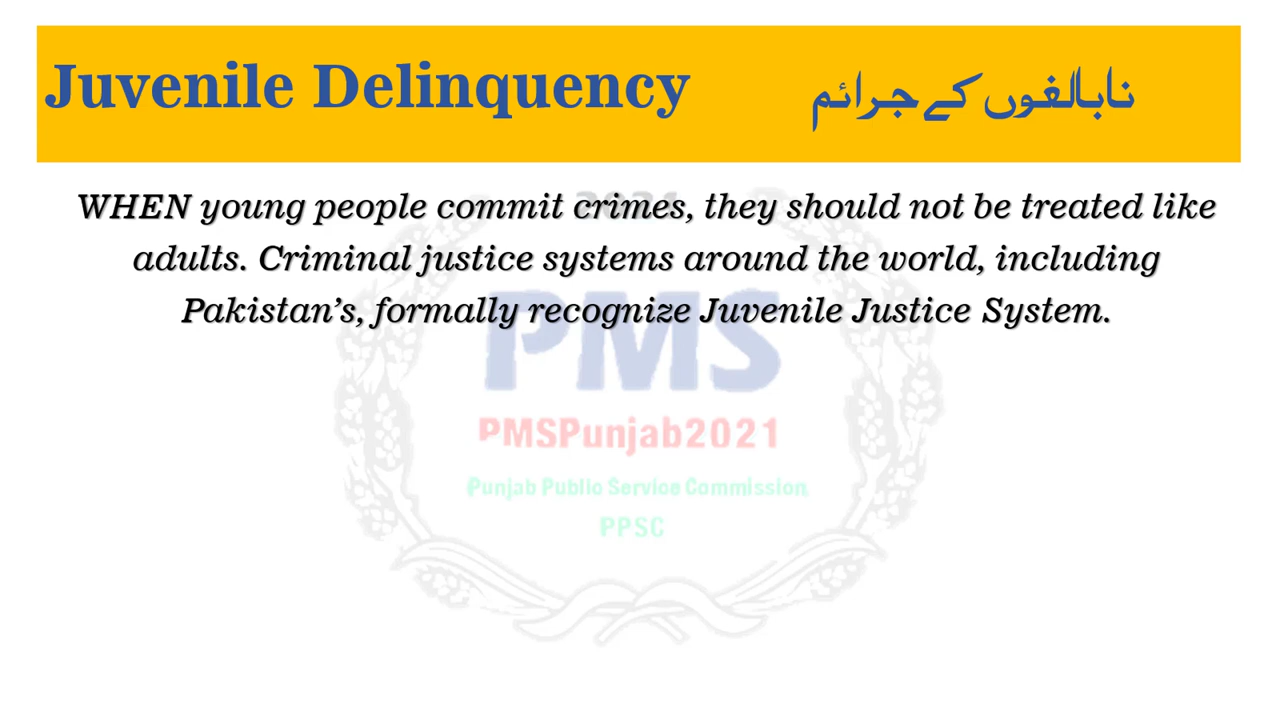 Juvenile Delinquency نابالغوں کے جرائم
WHEN young people commit crimes, they should not be treated like
adults. Criminal justice systems around the world, including
Pakistan's, formally recognize Juvenile Justice System.
PMS
PMSPunjab2021
Punjab Public Service Commission
PPSC